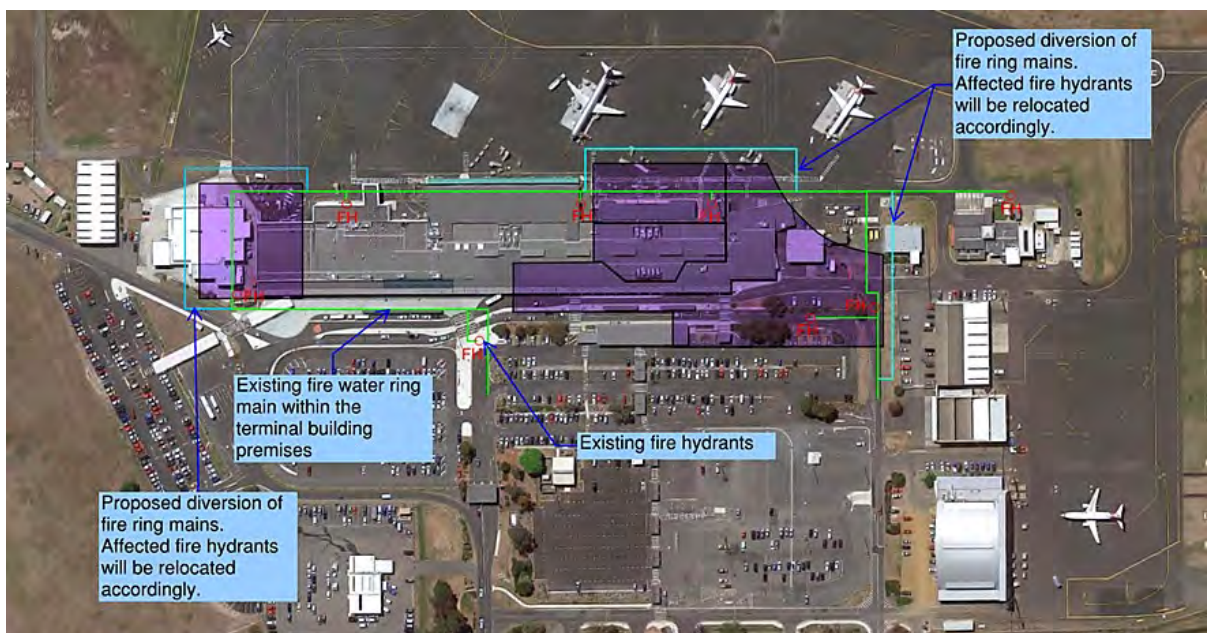 Proposed diversion of
fire ring mains.
Affected fire hydrants
will be relocated
accordingly.
FH
FH
FH
FH
FH
FH
FH
FH
Existing fire water ring
main within the
terminal building
premises
Existing fire hydrants
Proposed diversion of
fire ring mains.
Affected fire hydrants
will be relocated
accordingly.